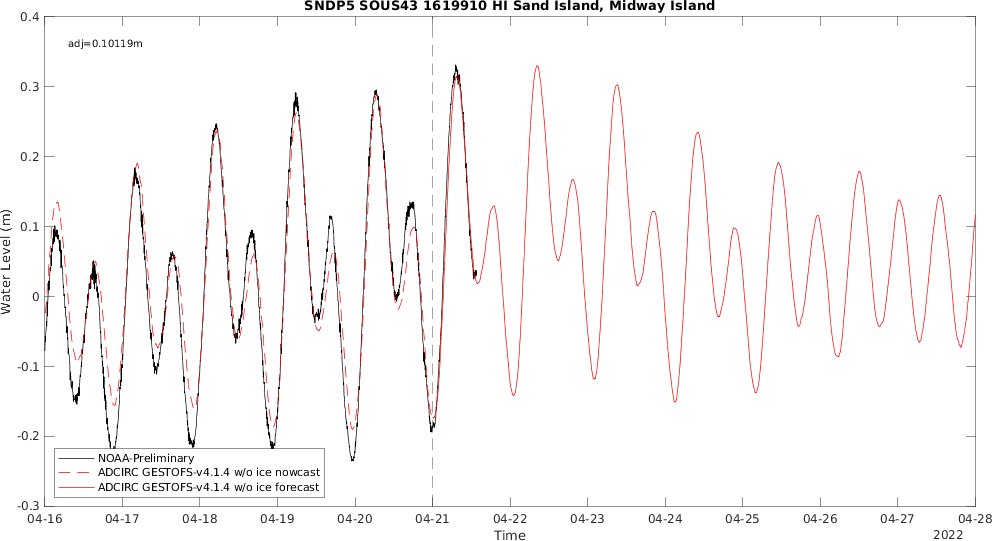 SNDP5 SOUS43 1619910 HI Sand Island, Midway Island
adj=0.10119m
0.4
0.3
0.2
0.1
0
-0.1
-0.2
-0.3
Water Level (m)
NOAA-Preliminary
ADCIRC GESTOFS-v4.1.4 w/o ice nowcast
ADCIRC GESTOFS-v4.1.4 w/o ice forecast
04-16 04-17 04-18 04-19 04-20 04-21 04-22 04-23 04-24 04-25 04-26 04-27 04-28
Time
2022